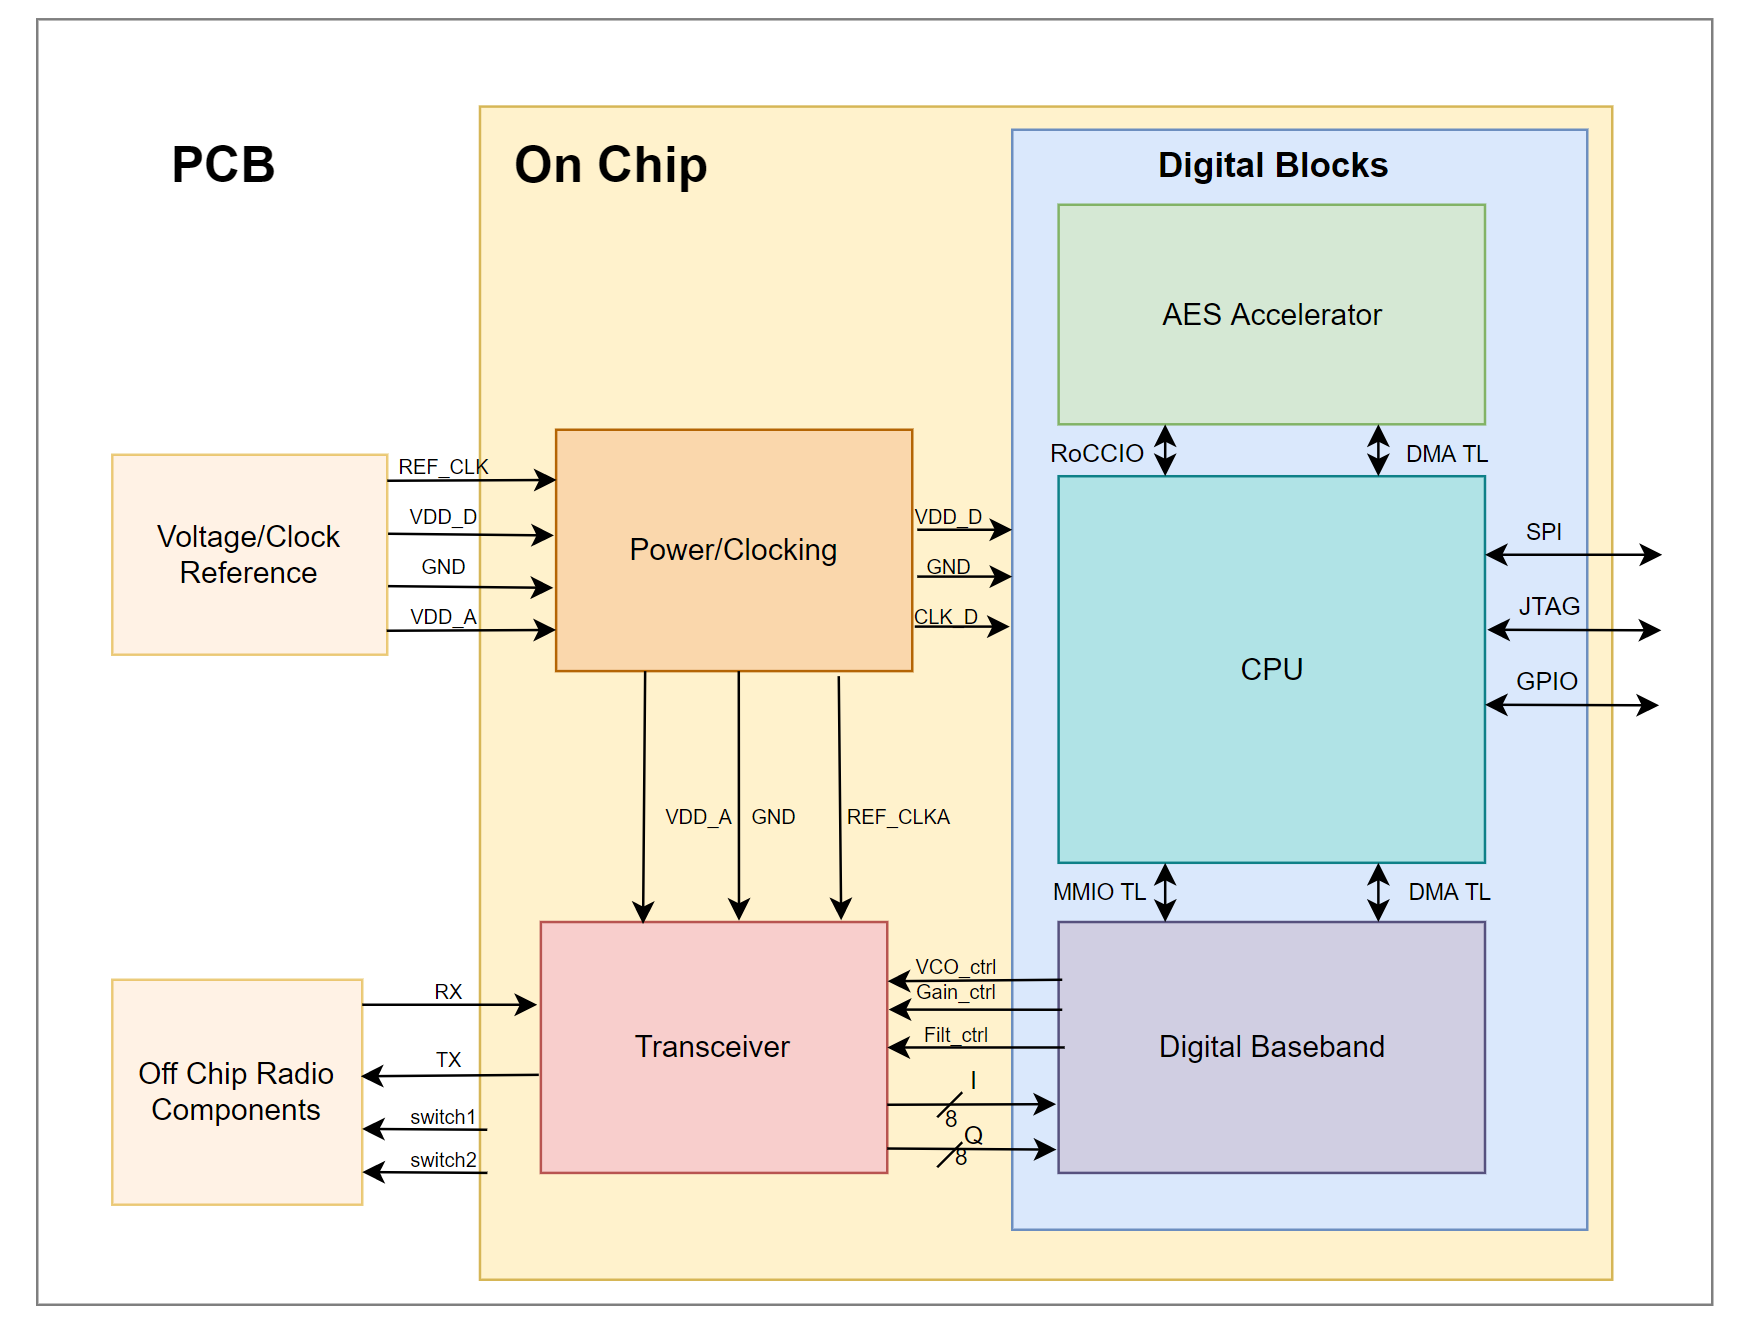 PCB
On Chip
Digital Blocks
AES Accelerator
RoCCIO
DMA TL
REF_CLK
VDD_D
GND
VDD_A
Voltage/Clock
Reference
Power/Clocking
VDD_D
GND
CLK_D
CPU
SPI
JTAG
GPIO
VDD_A
GND
REF_CLKA
MMIO TL
DMA TL
RX
TX
switch1
switch2
Off Chip Radio
Components
Transceiver
VCO_ctrl
Gain_ctrl
Filt_ctrl
I
8
Q
8
Digital Baseband